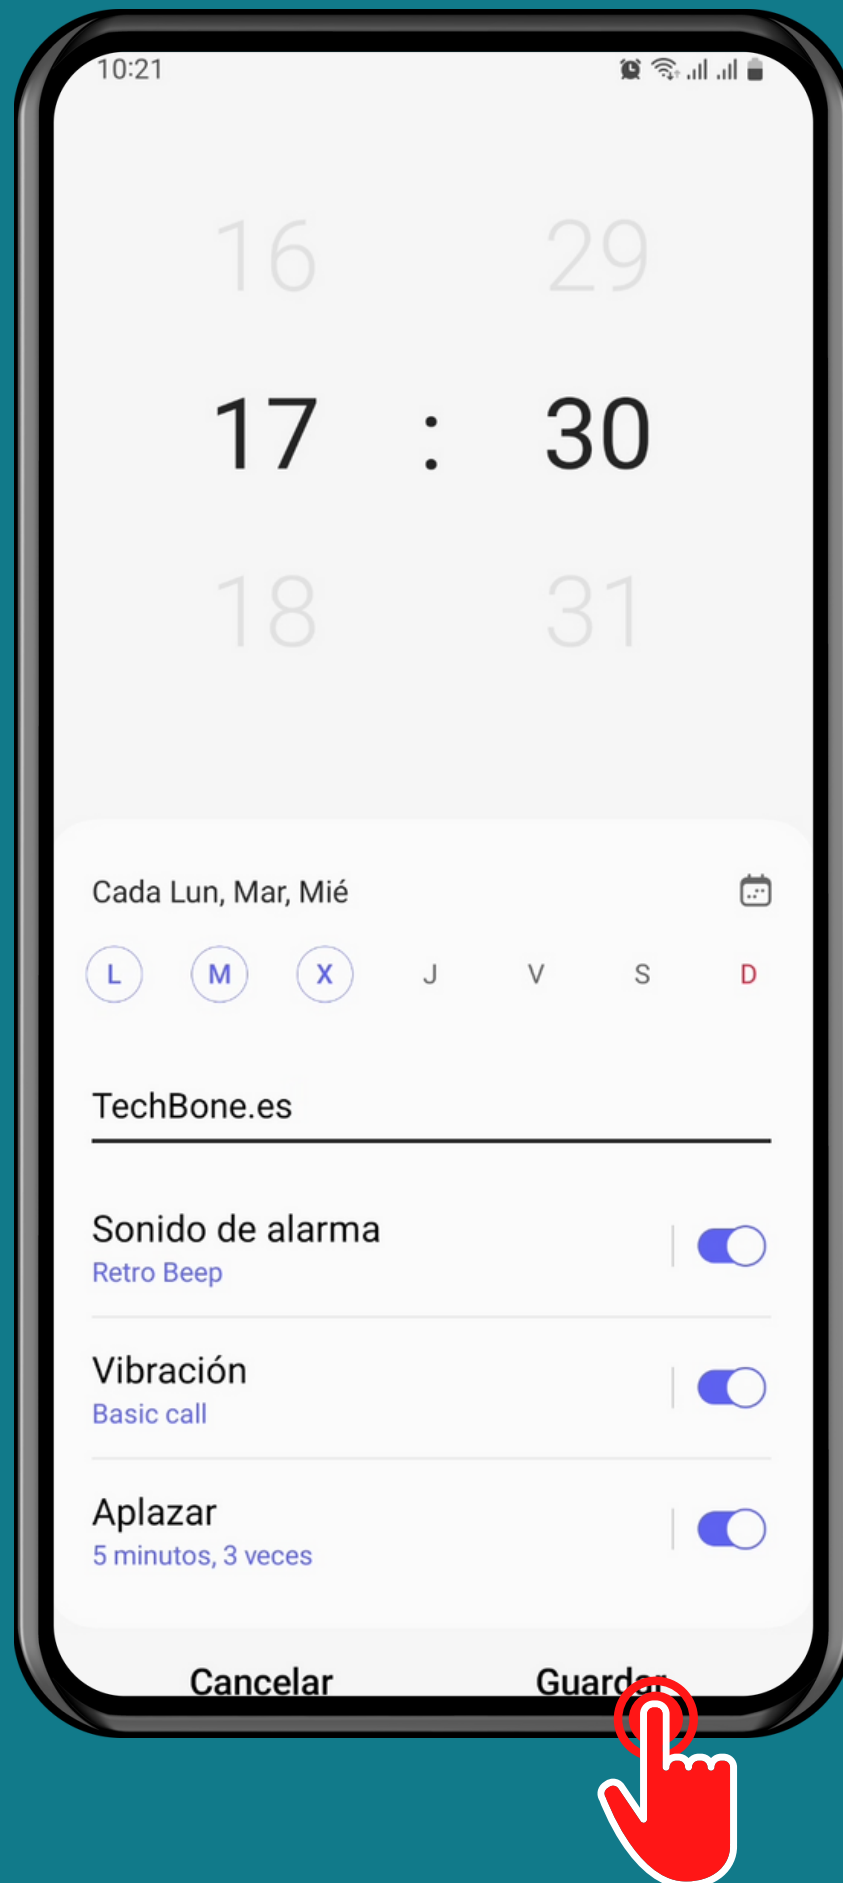 10:21
16 29
17 : 30
18 31
Cada Lun, Mar, Mié
L M X J V S D
TechBone.es
Sonido de alarma
Retro Beep
Vibración
Basic call
Aplazar
5 minutos, 3 veces
Cancelar Guardar